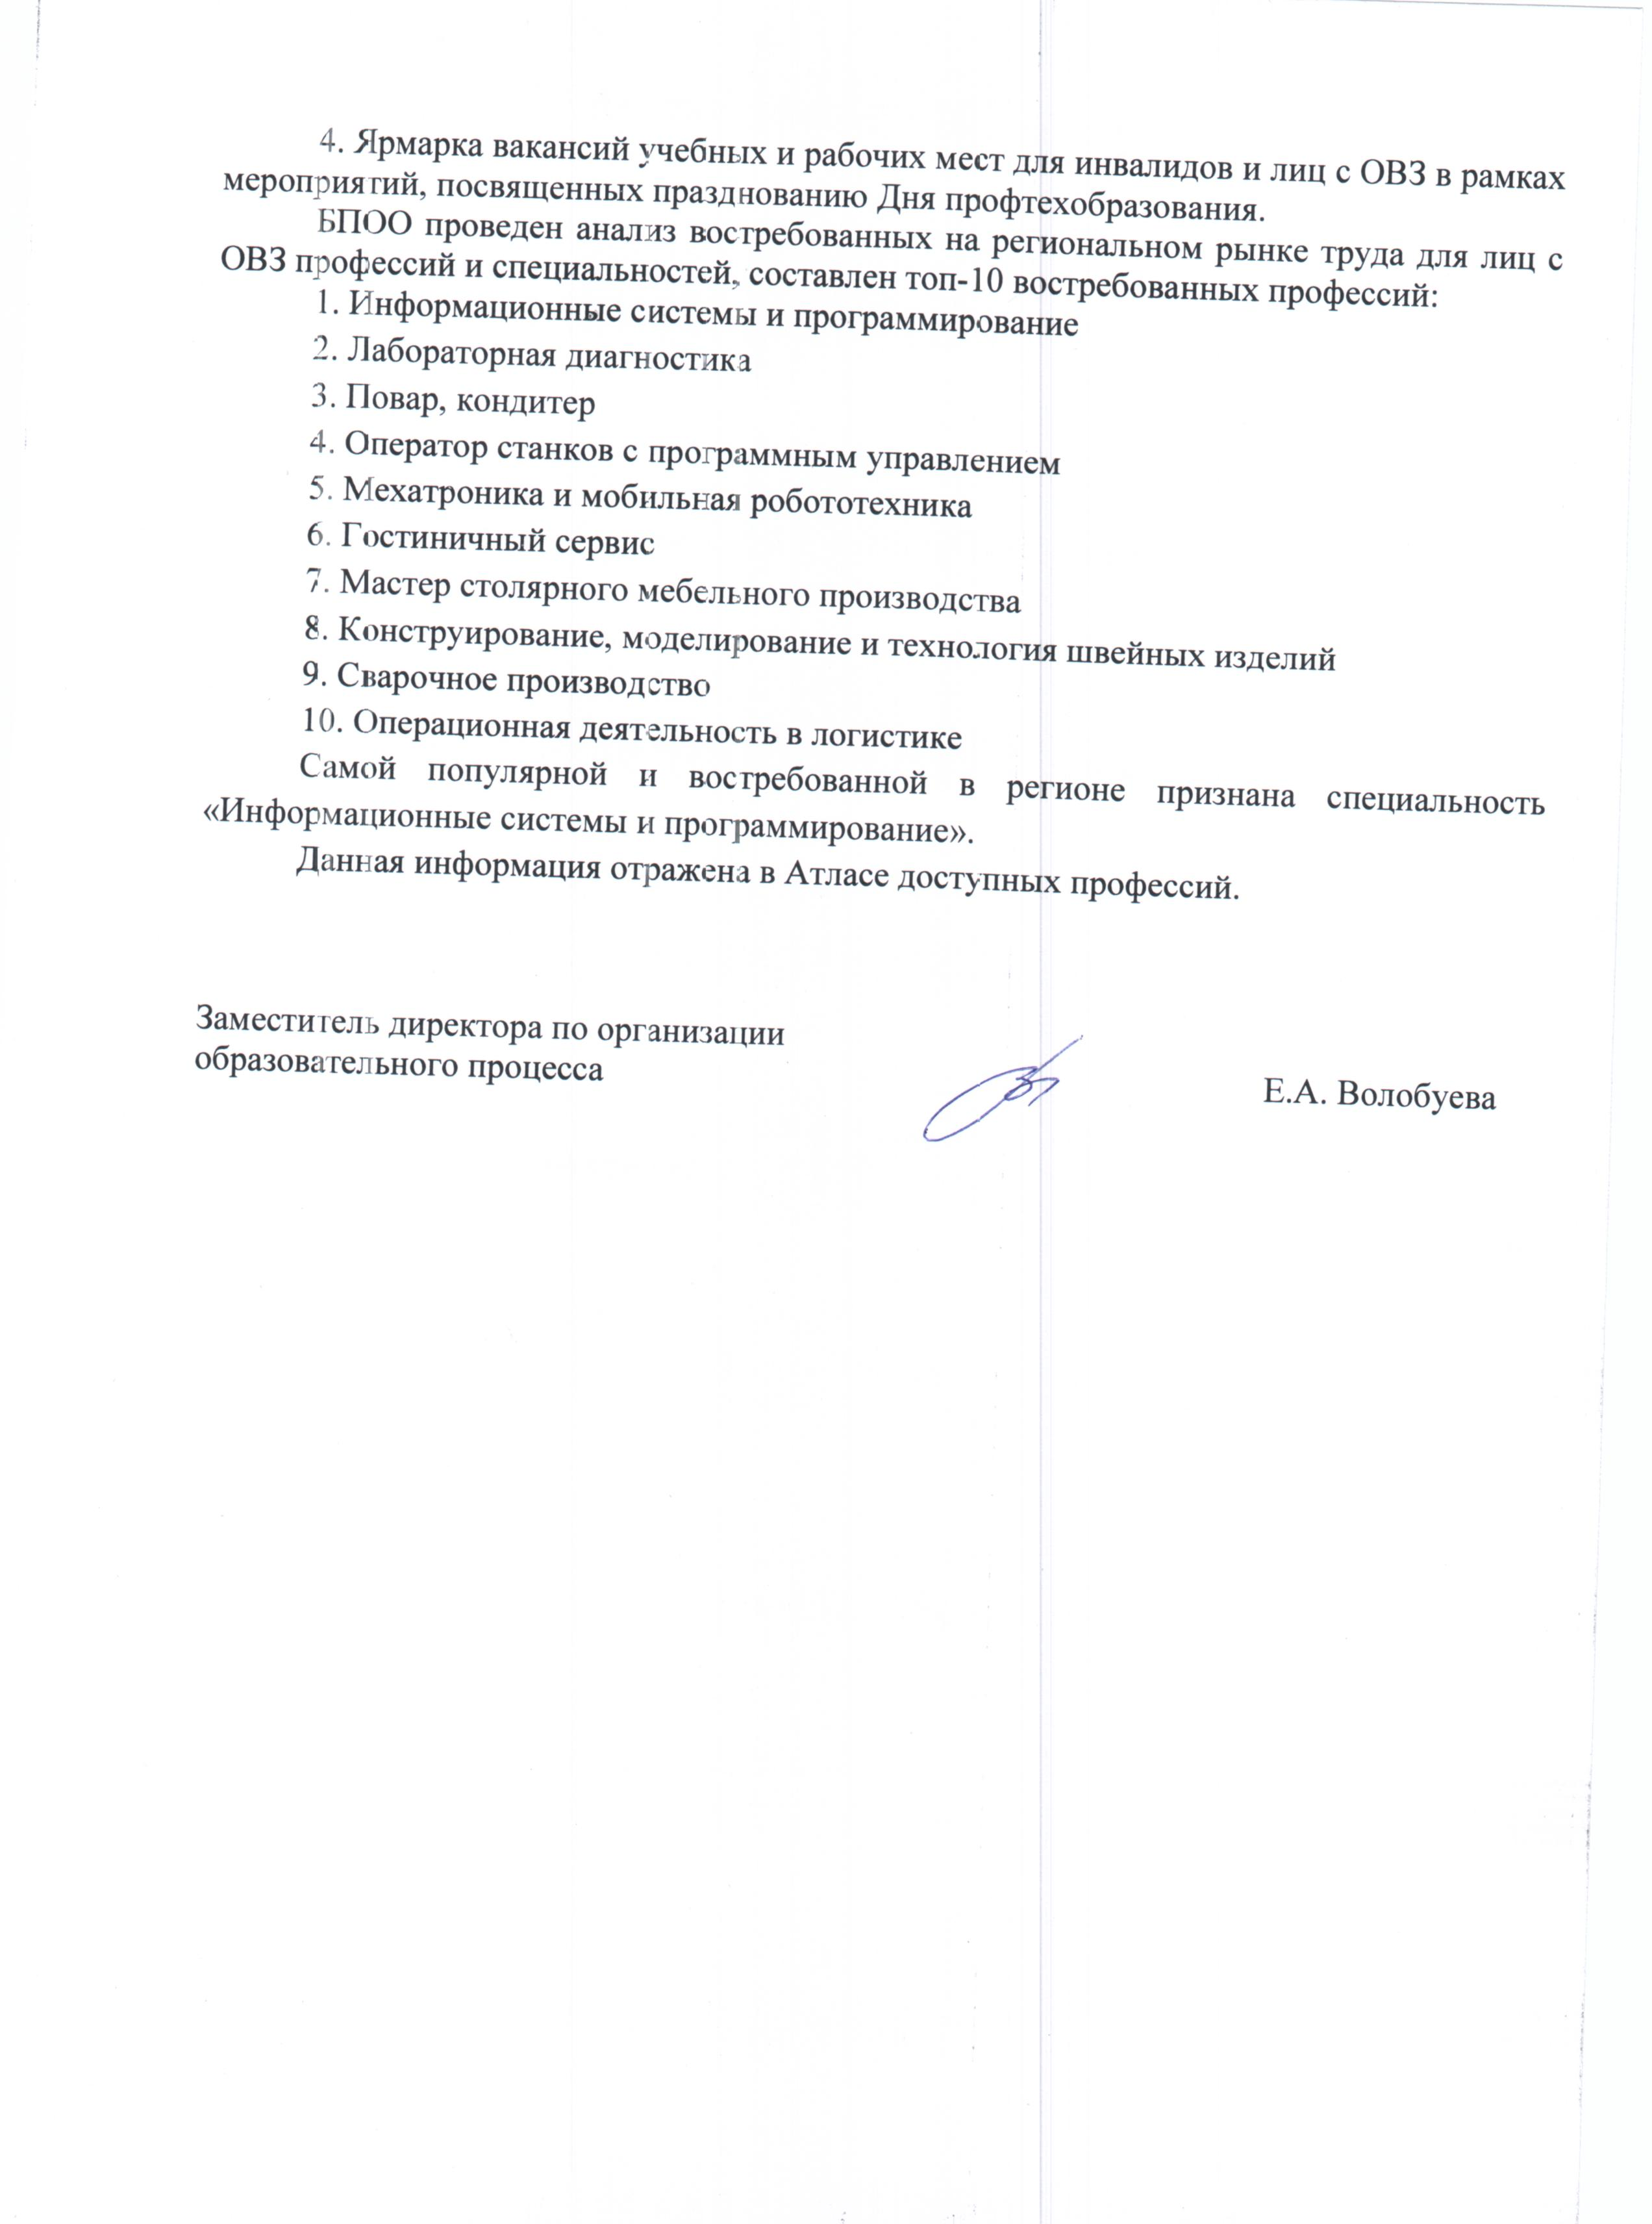 4. Ярмарка вакансий учебных и рабочих мест для инвалидов и лиц с ОВЗ в рамках
мероприятий, посвященных празднованию Дня профтехобразования.
БПОО проведен анализ востребованных на региональном рынке труда для лиц с
ОВЗ профессий и специальностей, составлен топ-10 востребованных профессий:
1. Информационные системы и программирование
2. Лабораторная диагностика
3. Повар, кондитер
4. Оператор станков с программным управлением
5. Мехатроника и мобильная робототехника
6. Гостиничный сервис
7. Мастер столярного мебельного производства
8. Конструирование, моделирование и технология швейных изделий
9. Сварочное производство
10. Операционная деятельность в логистике
Самой популярной и востребованной в регионе признана специальность
«Информационные системы и программирование».
Данная информация отражена в Атласе доступных профессий.
Заместитель директора по организации
образовательного процесса
Е.А. Волобуева